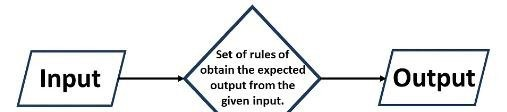 Input
Set of rules of
obtain the expected
output from the
given input.
Output